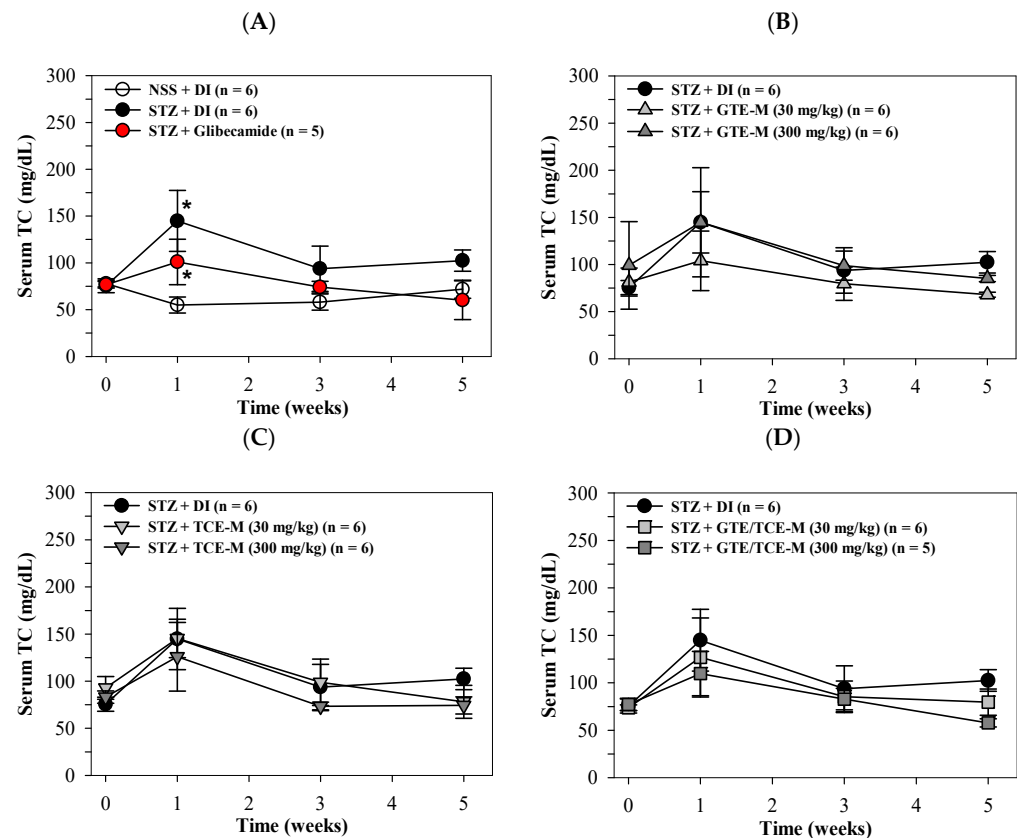 (A)
300
250
200
150
100
50
0
Serum TC (mg/dL)
NSS + DI (n = 6)
STZ + DI (n = 6)
STZ + Glibecamide (n = 5)
*
*
0 1 2 3 4 5
Time (weeks)
(B)
300
250
200
150
100
50
0
Serum TC (mg/dL)
STZ + DI (n = 6)
STZ + GTE-M (30 mg/kg) (n = 6)
STZ + GTE-M (300 mg/kg) (n = 6)
0 1 2 3 4 5
Time (weeks)
(C)
300
250
200
150
100
50
0
Serum TC (mg/dL)
STZ + DI (n = 6)
STZ + TCE-M (30 mg/kg) (n = 6)
STZ + TCE-M (300 mg/kg) (n = 6)
0 1 2 3 4 5
Time (weeks)
(D)
300
250
200
150
100
50
0
Serum TC (mg/dL)
STZ + DI (n = 6)
STZ + GTE/TCE-M (30 mg/kg) (n = 6)
STZ + GTE/TCE-M (300 mg/kg) (n = 5)
0 1 2 3 4 5
Time (weeks)